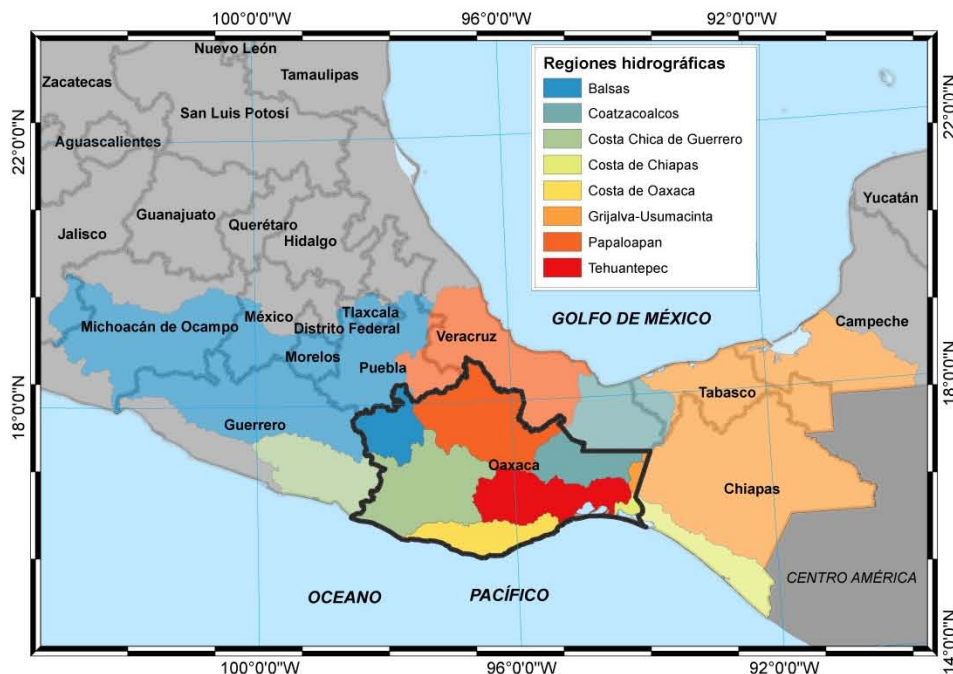 100°0'0"W 96°0'0"W 92°0'0"W
Nuevo León
Zacatecas
Tamaulipas
San Luis Potosí
22°0'0"N
22°0'0"N
Aguascalientes
Guanajuato
Querétaro
Hidalgo
Jalisco
Regiones hidrográficas
Balsas
Coatzacoalcos
Costa Chica de Guerrero
Costa de Chiapas
Costa de Oaxaca
Grijalva-Usumacinta
Papaloapan
Tehuantepec
Yucatán
Michoacán de Ocampo
México
Tlaxcala
Distrito Federal
Morelos
Puebla
Veracruz
GOLFO DE MÉXICO
Campeche
Tabasco
18°0'0"N
18°0'0"N
Guerrero
Oaxaca
Chiapas
CENTRO AMÉRICA
OCEANO PACÍFICO
14°0'0"N
100°0'0"W 96°0'0"W 92°0'0"W